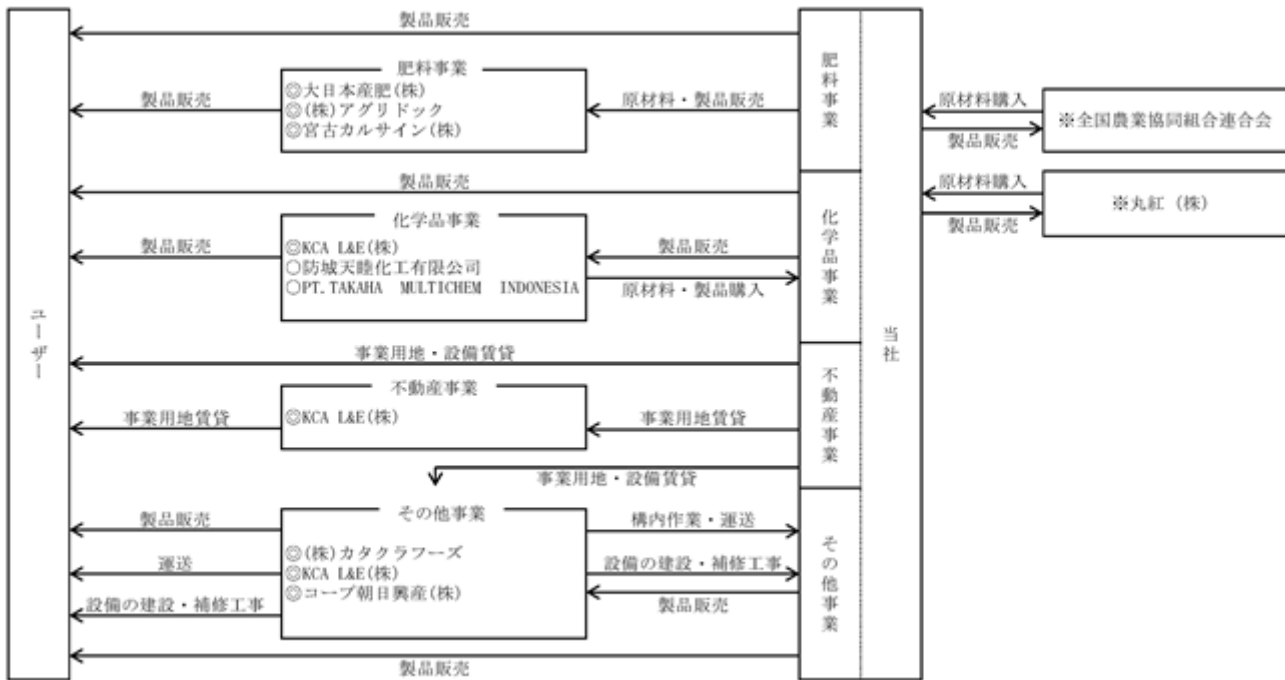 製品販売
肥料事業
◎大日本産肥(株)
◎(株)アグリドック
◎宮古カルサイン(株)
製品販売
原材料・製品販売
肥料事業
原材料購入
製品販売
※全国農業協同組合連合会
製品販売
化学品事業
◎KCA L&E(株)
○防城天睦化工有限公司
○PT.TAKAHA MULTICHEM INDONESIA
製品販売
製品販売
原材料・製品購入
化学品事業
原材料購入
製品販売
※丸紅(株)
ユーザー
当社
事業用地・設備賃貸
不動産事業
◎KCA L&E(株)
事業用地賃貸
事業用地賃貸
不動産事業
事業用地・設備賃貸
その他事業
◎(株)カタクラフーズ
◎KCA L&E(株)
◎コープ朝日興産(株)
製品販売
運送
設備の建設・補修工事
構内作業・運送
設備の建設・補修工事
製品販売
その他事業
製品販売